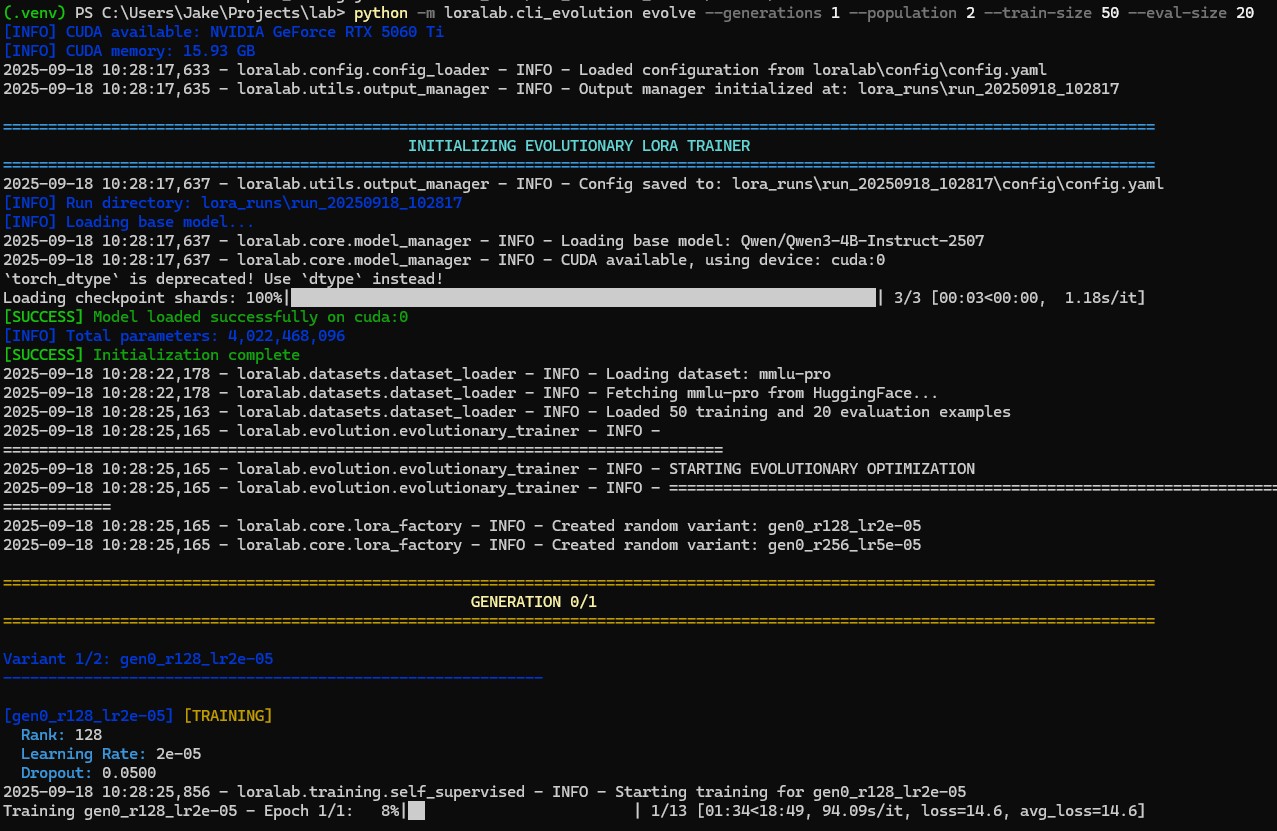 (.venv) PS C:\Users\Jake\Projects\lab> python -m loralab.cli_evolution evolve --generations 1 --population 2 --train-size 50 --eval-size 20
[INFO] CUDA available: NVIDIA GeForce RTX 5060 Ti
[INFO] CUDA memory: 15.93 GB
2025-09-18 10:28:17,633 - loralab.config.config_loader - INFO - Loaded configuration from loralab\config\config.yaml
2025-09-18 10:28:17,635 - loralab.utils.output_manager - INFO - Output manager initialized at: lora_runs\run_20250918_102817
================================================================================================================================
INITIALIZING EVOLUTIONARY LORA TRAINER
================================================================================================================================
2025-09-18 10:28:17,637 - loralab.utils.output_manager - INFO - Config saved to: lora_runs\run_20250918_102817\config\config.yaml
[INFO] Run directory: lora_runs\run_20250918_102817
[INFO] Loading base model...
2025-09-18 10:28:17,637 - loralab.core.model_manager - INFO - Loading base model: Qwen/Qwen3-4B-Instruct-2507
2025-09-18 10:28:17,637 - loralab.core.model_manager - INFO - CUDA available, using device: cuda:0
`torch_dtype` is deprecated! Use `dtype` instead!
Loading checkpoint shards: 100%|█████████████████████████████████████████████████████████████████| 3/3 [00:03<00:00,  1.18s/it]
[SUCCESS] Model loaded successfully on cuda:0
[INFO] Total parameters: 4,022,468,096
[SUCCESS] Initialization complete
2025-09-18 10:28:22,178 - loralab.datasets.dataset_loader - INFO - Loading dataset: mmlu-pro
2025-09-18 10:28:22,178 - loralab.datasets.dataset_loader - INFO - Fetching mmlu-pro from HuggingFace...
2025-09-18 10:28:25,163 - loralab.datasets.dataset_loader - INFO - Loaded 50 training and 20 evaluation examples
2025-09-18 10:28:25,165 - loralab.evolution.evolutionary_trainer - INFO -
================================================================================
2025-09-18 10:28:25,165 - loralab.evolution.evolutionary_trainer - INFO - STARTING EVOLUTIONARY OPTIMIZATION
2025-09-18 10:28:25,165 - loralab.evolution.evolutionary_trainer - INFO - ====================================================================
============
2025-09-18 10:28:25,165 - loralab.core.lora_factory - INFO - Created random variant: gen0_r128_lr2e-05
2025-09-18 10:28:25,165 - loralab.core.lora_factory - INFO - Created random variant: gen0_r256_lr5e-05
================================================================================================================================
GENERATION 0/1
================================================================================================================================
Variant 1/2: gen0_r128_lr2e-05
------------------------------------------------------------
[gen0_r128_lr2e-05] [TRAINING]
Rank: 128
Learning Rate: 2e-05
Dropout: 0.0500
2025-09-18 10:28:25,856 - loralab.training.self_supervised - INFO - Starting training for gen0_r128_lr2e-05
Training gen0_r128_lr2e-05 - Epoch 1/1:   8%|██                       | 1/13 [01:34<18:49, 94.09s/it, loss=14.6, avg_loss=14.6]